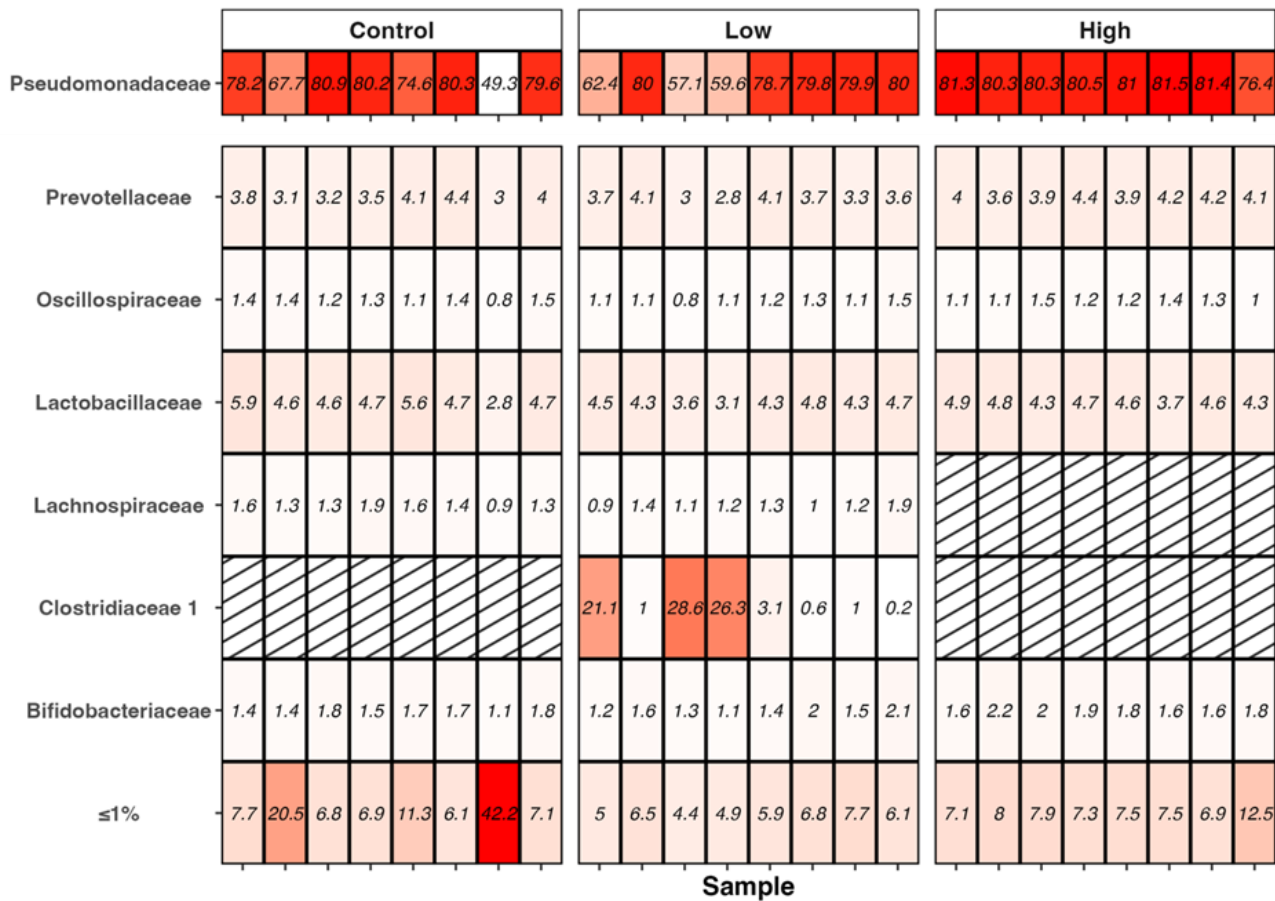 Control Low High
Pseudomonadaceae 78.2 67.7 80.9 80.2 74.6 80.3 49.3 79.6 62.4 80 57.1 59.6 78.7 79.8 79.9 80 81.3 80.3 80.3 80.5 81 81.5 81.4 76.4
Prevotellaceae 3.8 3.1 3.2 3.5 4.1 4.4 3 4 3.7 4.1 3 2.8 4.1 3.7 3.3 3.6 4 3.6 3.9 4.4 3.9 4.2 4.2 4.1
Oscillospiraceae 1.4 1.4 1.2 1.3 1.1 1.4 0.8 1.5 1.1 1.1 0.8 1.1 1.2 1.3 1.1 1.5 1.1 1.1 1.5 1.2 1.2 1.4 1.3 1
Lactobacillaceae 5.9 4.6 4.6 4.7 5.6 4.7 2.8 4.7 4.5 4.3 3.6 3.1 4.3 4.8 4.3 4.7 4.9 4.8 4.3 4.7 4.6 3.7 4.6 4.3
Lachnospiraceae 1.6 1.3 1.3 1.9 1.6 1.4 0.9 1.3 0.9 1.4 1.1 1.2 1.3 1 1.2 1.9
Clostridiaceae 1 21.1 1 28.6 26.3 3.1 0.6 1 0.2
Bifidobacteriaceae 1.4 1.4 1.8 1.5 1.7 1.7 1.1 1.8 1.2 1.6 1.3 1.1 1.4 2 1.5 2.1 1.6 2.2 2 1.9 1.8 1.6 1.6 1.8
≤1% 7.7 20.5 6.8 6.9 11.3 6.1 42.2 7.1 5 6.5 4.4 4.9 5.9 6.8 7.7 6.1 7.1 8 7.9 7.3 7.5 7.5 6.9 12.5
Sample